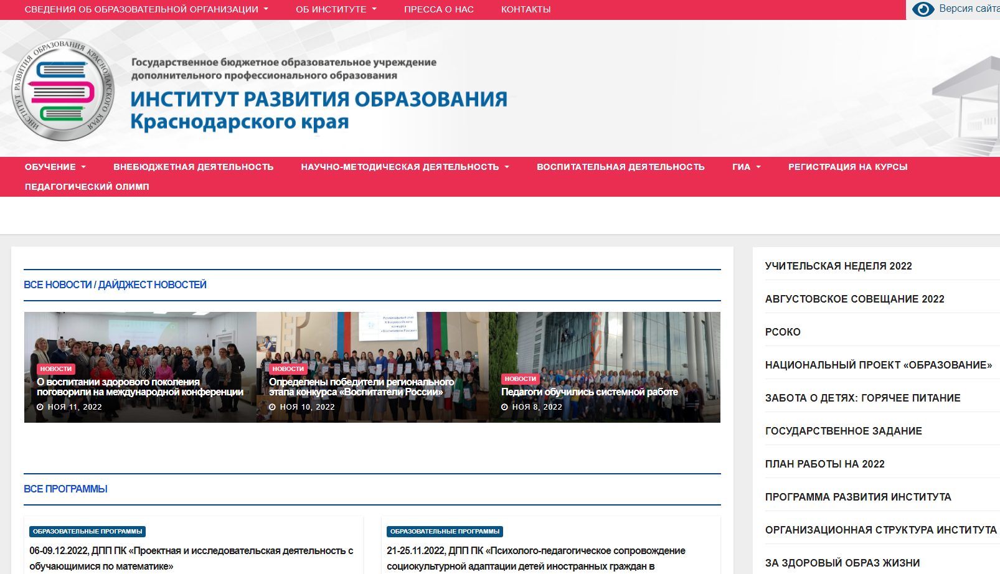 СВЕДЕНИЯ ОБ ОБРАЗОВАТЕЛЬНОЙ ОРГАНИЗАЦИИ ОБ ИНСТИТУТЕ ПРЕССА О НАС КОНТАКТЫ
Версия сайта
ИНСТИТУТ РАЗВИТИЯ ОБРАЗОВАНИЯ КРАСНОДАРСКОГО КРАЯ
Государственное бюджетное образовательное учреждение
дополнительного профессионального образования
ИНСТИТУТ РАЗВИТИЯ ОБРАЗОВАНИЯ
Краснодарского края
ОБУЧЕНИЕ ВНЕБЮДЖЕТНАЯ ДЕЯТЕЛЬНОСТЬ НАУЧНО-МЕТОДИЧЕСКАЯ ДЕЯТЕЛЬНОСТЬ ВОСПИТАТЕЛЬНАЯ ДЕЯТЕЛЬНОСТЬ ГИА РЕГИСТРАЦИЯ НА КУРСЫ
ПЕДАГОГИЧЕСКИЙ ОЛИМП
ВСЕ НОВОСТИ / ДАЙДЖЕСТ НОВОСТЕЙ
НОВОСТИ
О воспитании здорового поколения
поговорили на международной конференции
НОЯ 11, 2022
Региональный этап
X Всероссийского
конкурса
«Воспитатели России»
НОВОСТИ
Определены победители регионального
этапа конкурса «Воспитатели России»
НОЯ 10, 2022
НОВОСТИ
Педагоги обучились системной работе
НОЯ 8, 2022
ВСЕ ПРОГРАММЫ
ОБРАЗОВАТЕЛЬНЫЕ ПРОГРАММЫ
06-09.12.2022, ДПП ПК «Проектная и исследовательская деятельность с
обучающимися по математике»
ОБРАЗОВАТЕЛЬНЫЕ ПРОГРАММЫ
21-25.11.2022, ДПП ПК «Психолого-педагогическое сопровождение
социокультурной адаптации детей иностранных граждан в
УЧИТЕЛЬСКАЯ НЕДЕЛЯ 2022
АВГУСТОВСКОЕ СОВЕЩАНИЕ 2022
РСОКО
НАЦИОНАЛЬНЫЙ ПРОЕКТ «ОБРАЗОВАНИЕ»
ЗАБОТА О ДЕТЯХ: ГОРЯЧЕЕ ПИТАНИЕ
ГОСУДАРСТВЕННОЕ ЗАДАНИЕ
ПЛАН РАБОТЫ НА 2022
ПРОГРАММА РАЗВИТИЯ ИНСТИТУТА
ОРГАНИЗАЦИОННАЯ СТРУКТУРА ИНСТИТУТА
ЗА ЗДОРОВЫЙ ОБРАЗ ЖИЗНИ